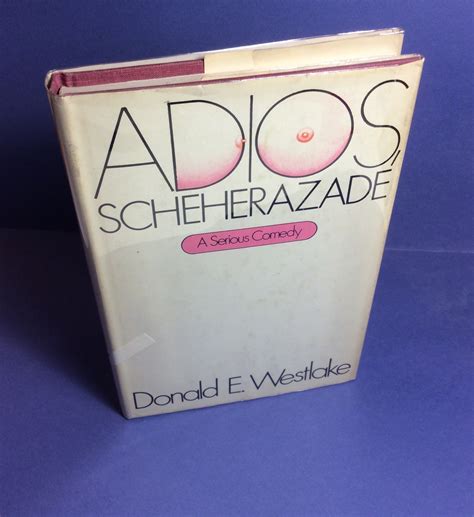 ADIOS,
SCHEHERAZADE
A Serious Comedy
Donald E. Westlake